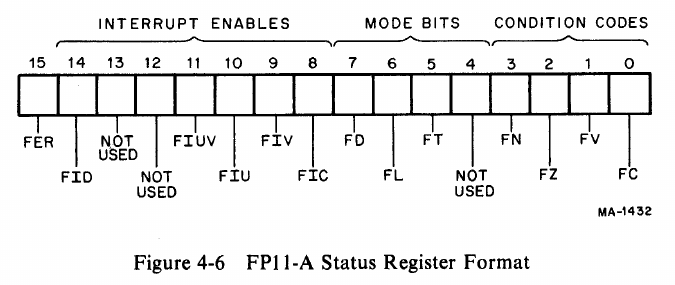 INTERRUPT ENABLES MODE BITS CONDITION CODES
15 14 13 12 11 10 9 8 7 6 5 4 3 2 1 0
FER NOT USED FIUV FIV FD FT FN FV
FID NOT USED FIU FIC FL NOT USED FZ FC
MA-1432
Figure 4-6 FP11-A Status Register Format